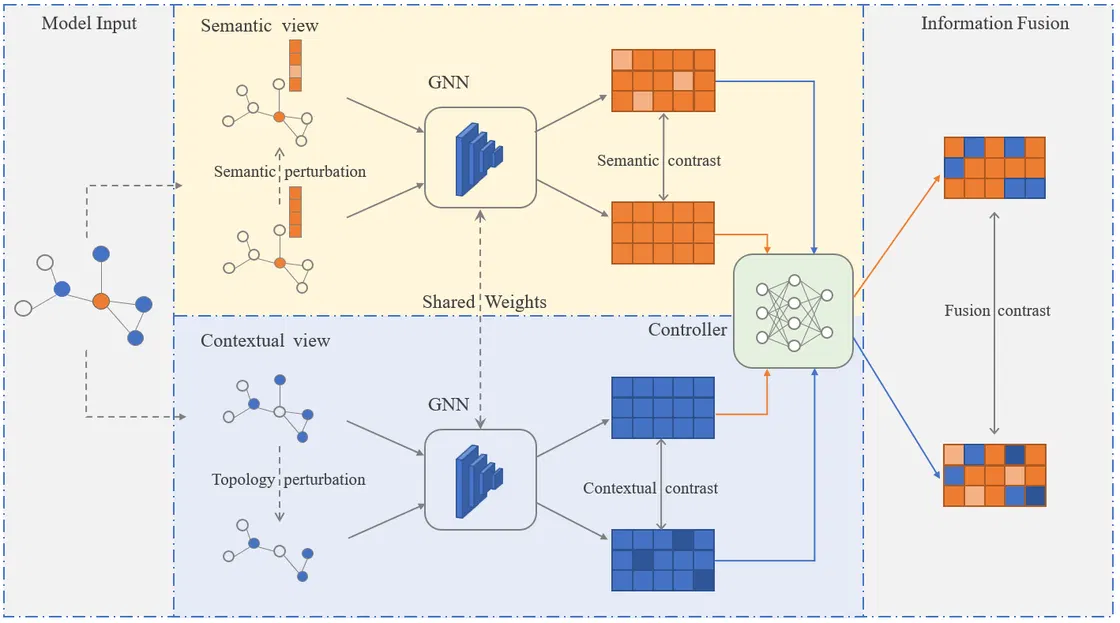 Model Input
Semantic view
Information Fusion
GNN
Semantic contrast
Semantic perturbation
Shared Weights
Fusion contrast
Controller
Contextual view
GNN
Topology perturbation
Contextual contrast